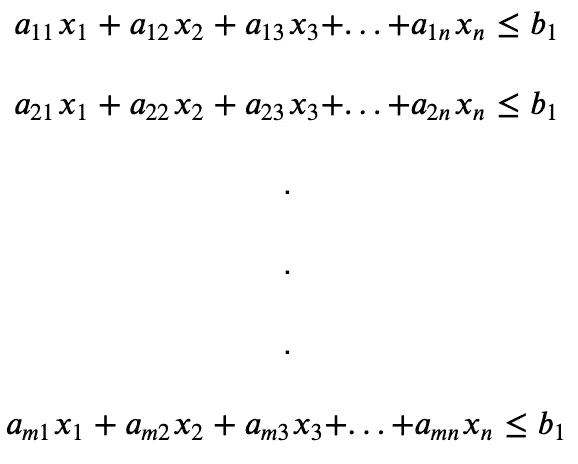 a₁₁x₁ + a₁₂x₂ + a₁₃x₃+...+a₁ₙxₙ ≤ b₁
a₂₁x₁ + a₂₂x₂ + a₂₃x₃+...+a₂ₙxₙ ≤ b₁
.
.
.
aₘ₁x₁ + aₘ₂x₂ + aₘ₃x₃+...+aₘₙxₙ ≤ b₁